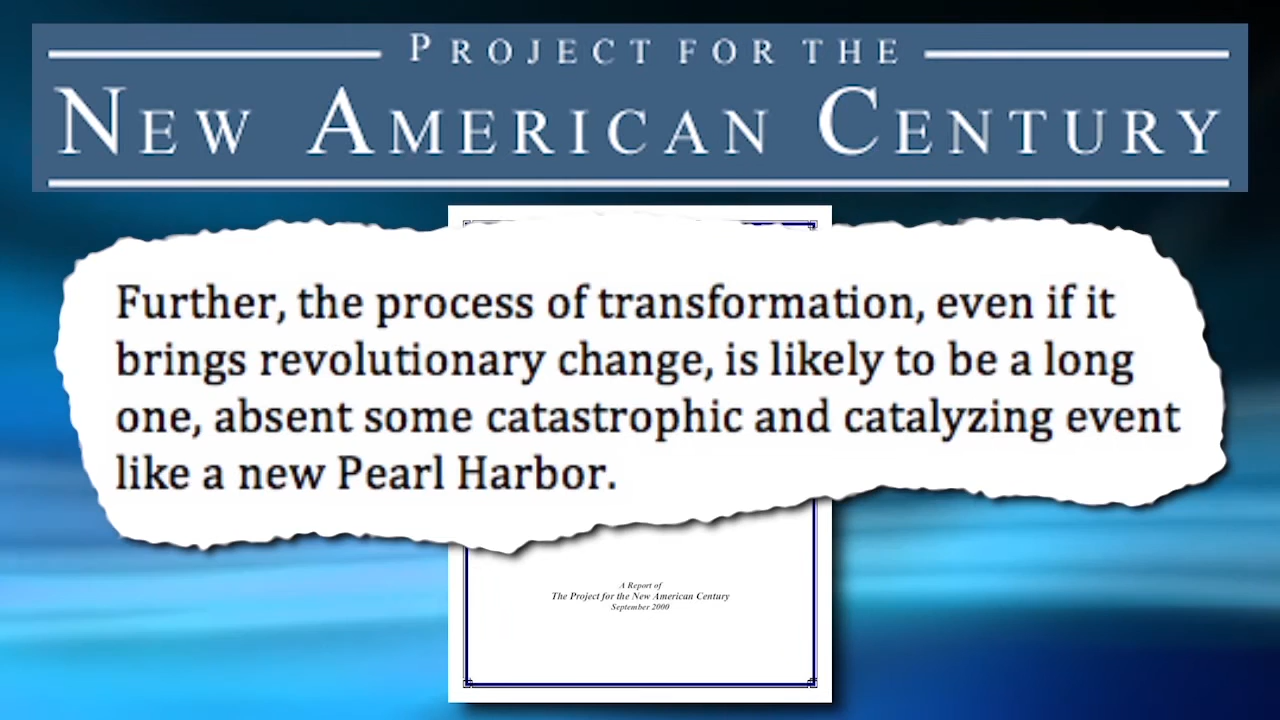 PROJECT FOR THE
NEW AMERICAN CENTURY
Further, the process of transformation, even if it
brings revolutionary change, is likely to be a long
one, absent some catastrophic and catalyzing event
like a new Pearl Harbor.
A Report of
The Project for the New American Century
September 2000